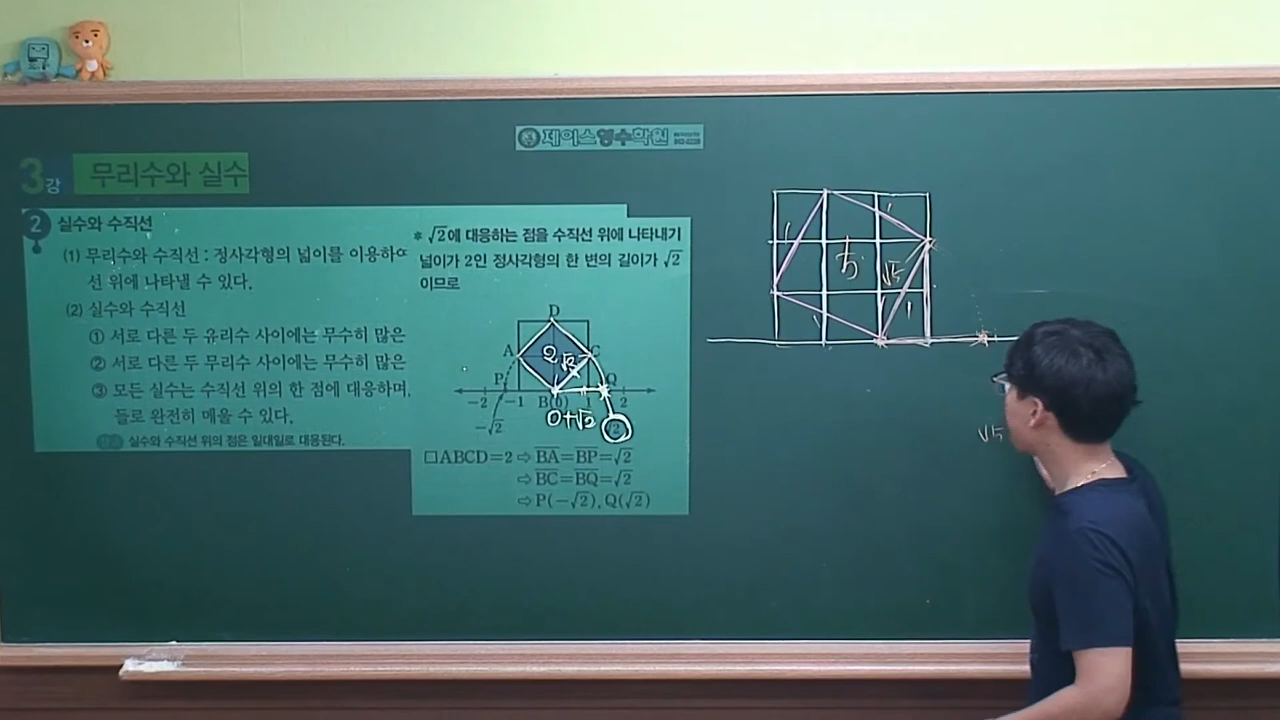 제이스영수학원
3강 무리수와 실수
2 실수와 수직선
(1) 무리수와 수직선 : 정사각형의 넓이를 이용하여
선 위에 나타낼 수 있다.
(2) 실수와 수직선
① 서로 다른 두 유리수 사이에는 무수히 많은
② 서로 다른 두 무리수 사이에는 무수히 많은
③ 모든 실수는 수직선 위의 한 점에 대응하며,
들로 완전히 메울 수 있다.
실수와 수직선 위의 점은 일대일로 대응된다.
* √2에 대응하는 점을 수직선 위에 나타내기
넓이가 2인 정사각형의 한 변의 길이가 √2
이므로
D
A 2 √2 C
P Q
-2 -1 B(0) 1 2
-√2 0+√2 √2
□ABCD=2 ⇨ BA=BP=√2
⇨ BC=BQ=√2
⇨ P(-√2), Q(√2)
1 1
5 √5
1 1
√5